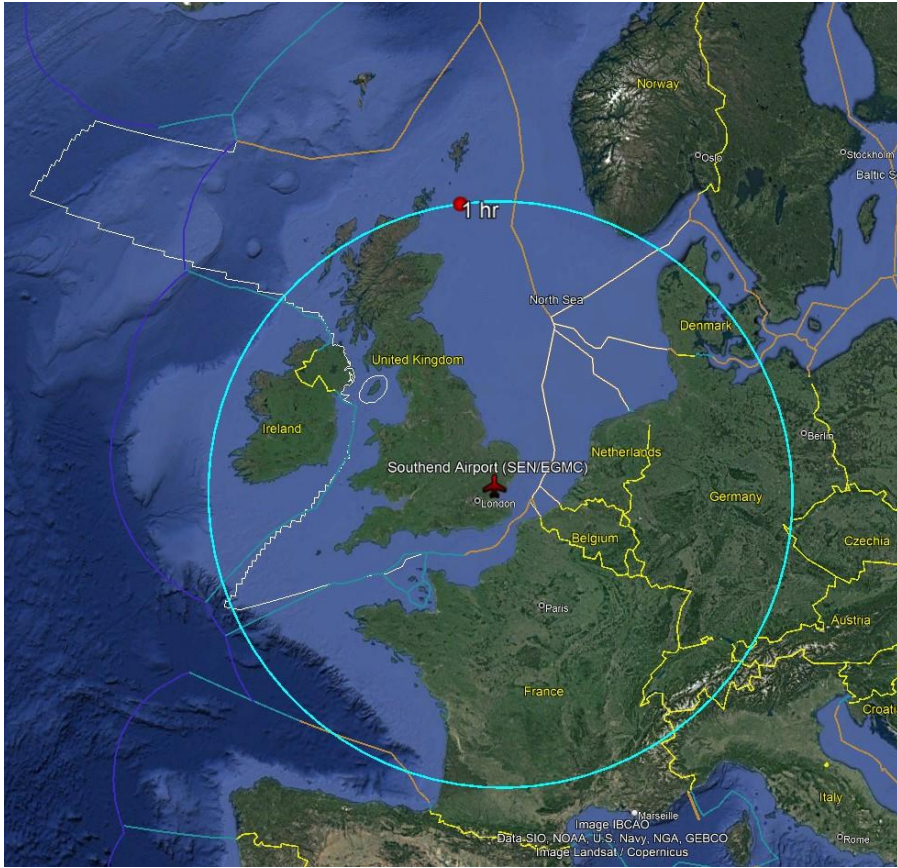 Norway
Oslo
Stockholm
Baltic S
1 hr
North Sea
Denmark
United Kingdom
Ireland
Southend Airport (SEN/EGMC)
London
Netherlands
Berlin
Germany
Belgium
Czechia
Paris
Austria
France
Croati
Italy
Marseille
Rome
Image IBCAO
Data SIO, NOAA, U.S. Navy, NGA, GEBCO
Image Landsat / Copernicus